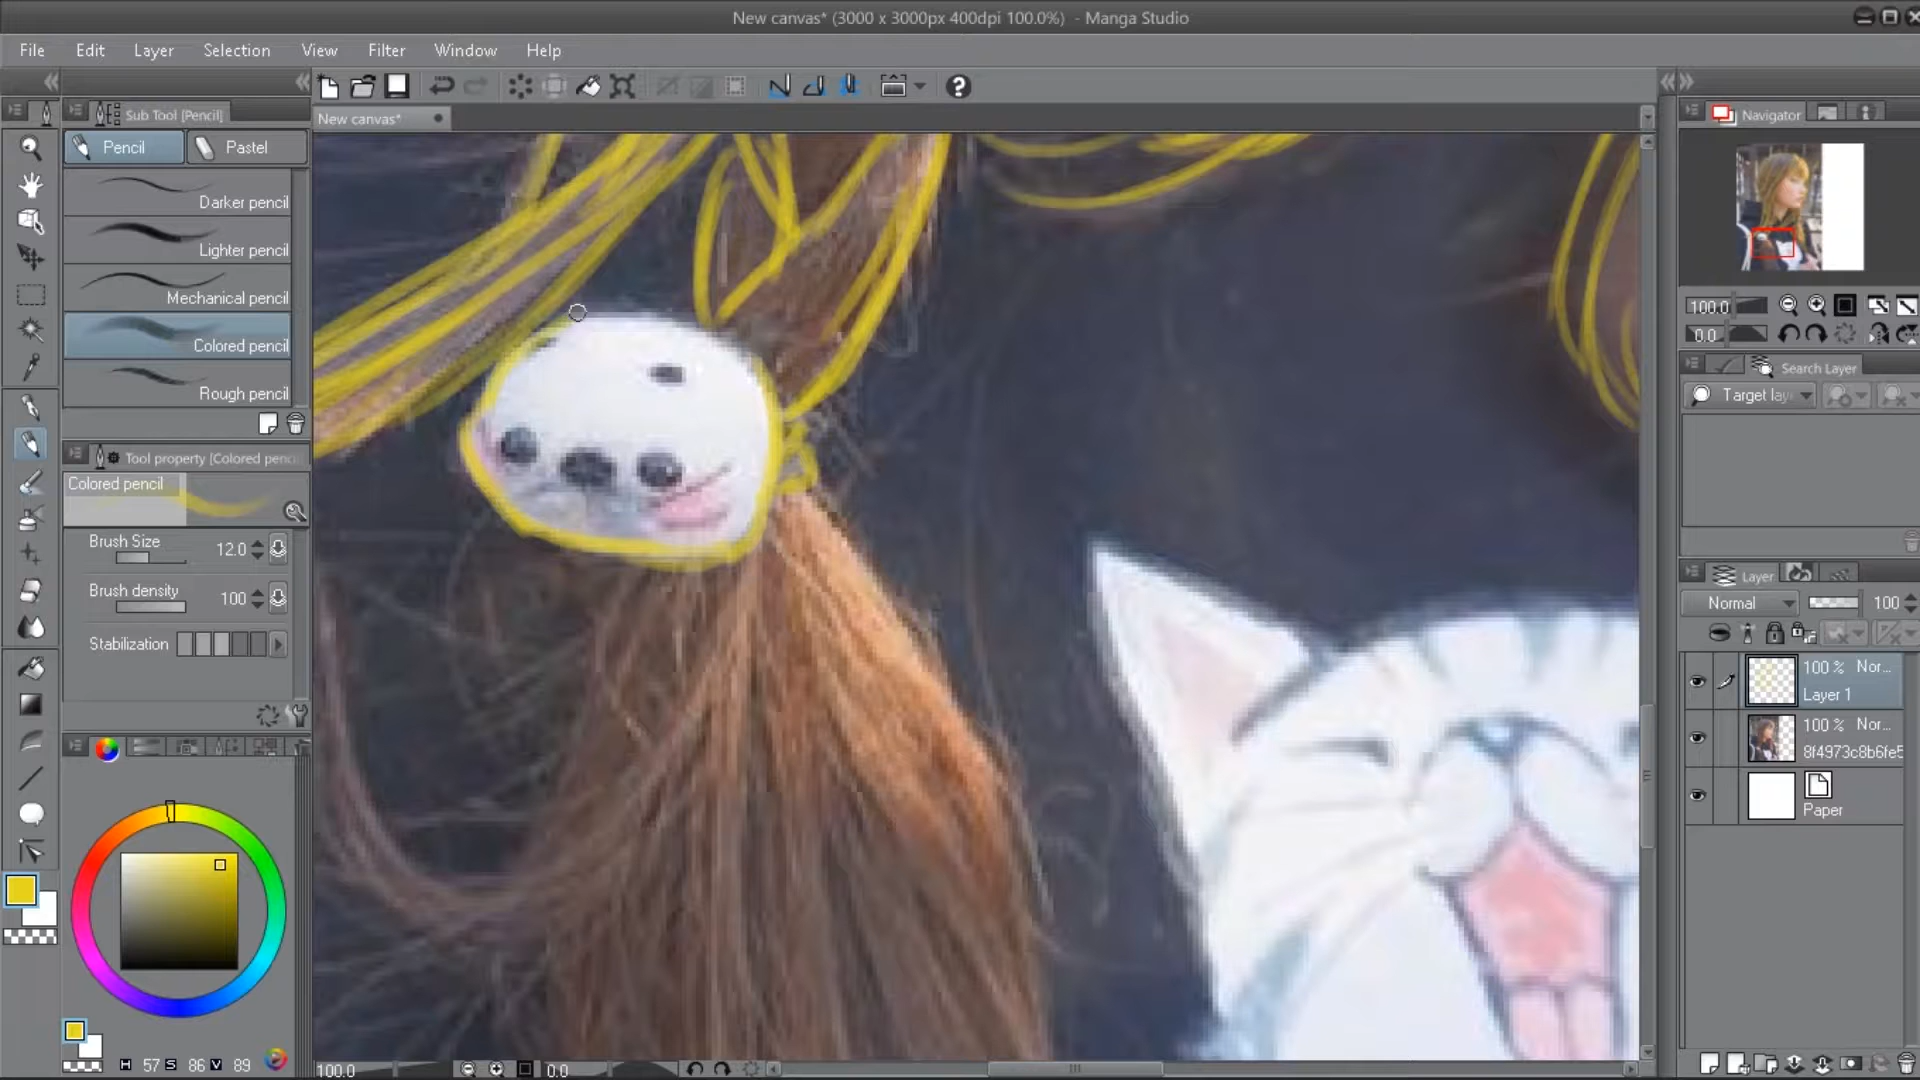 New canvas* (3000 x 3000px 400dpi 100.0%) - Manga Studio
File Edit Layer Selection View Filter Window Help
Sub Tool [Pencil]
New canvas*
Navigator
Pencil Pastel
Darker pencil
Lighter pencil
Mechanical pencil
Colored pencil
Rough pencil
100.0
0.0
Search Layer
Target lay
Tool property [Colored penc
Colored pencil
Brush Size 12.0
Brush density 100
Stabilization
Layer
Normal 100
100 % Nor...
Layer 1
100 % Nor...
8f4973c8b6fe5
Paper
H 57 S 86 V 89
100.0 0.0